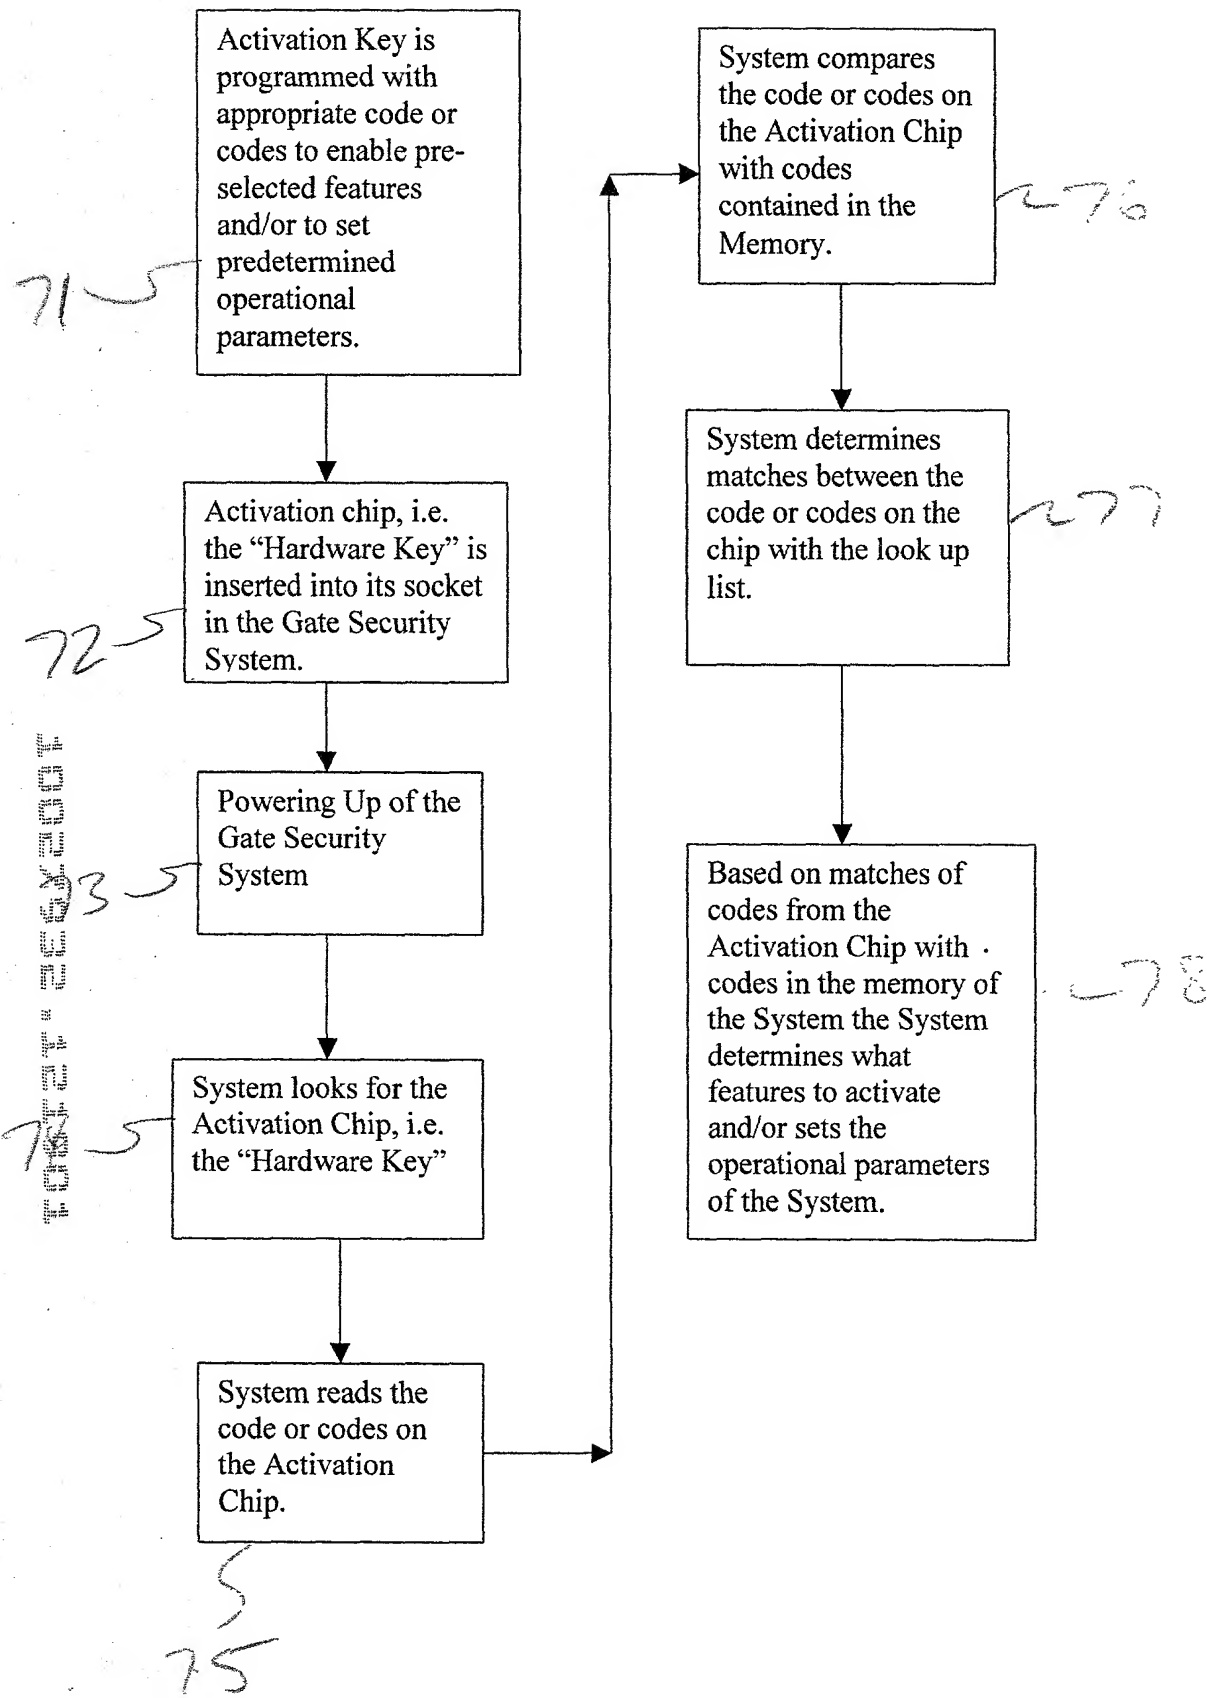 Activation Key is
programmed with
appropriate code or
codes to enable pre-
selected features
and/or to set
predetermined
operational
parameters.
71
Activation chip, i.e.
the “Hardware Key” is
inserted into its socket
in the Gate Security
System.
72
Powering Up of the
Gate Security
System
73
System looks for the
Activation Chip, i.e.
the “Hardware Key”
74
System reads the
code or codes on
the Activation
Chip.
75
System compares
the code or codes on
the Activation Chip
with codes
contained in the
Memory.
76
System determines
matches between the
code or codes on the
chip with the look up
list.
77
Based on matches of
codes from the
Activation Chip with
codes in the memory of
the System the System
determines what
features to activate
and/or sets the
operational parameters
of the System.
78